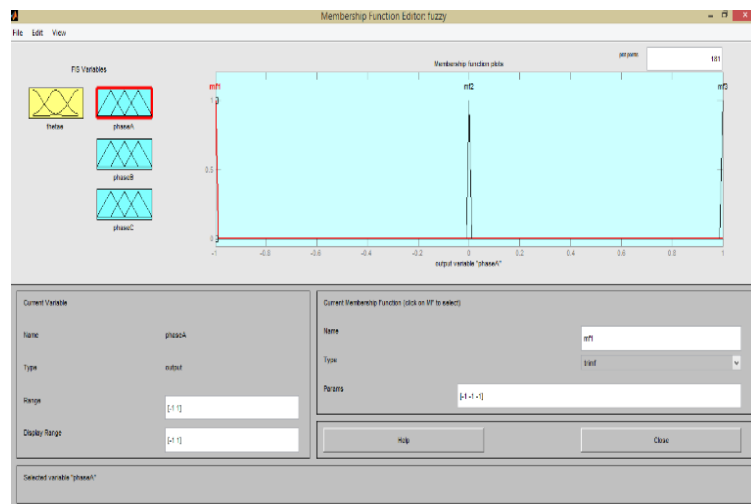 Membership Function Editor: fuzzy
File Edit View
FIS Variables
thetae
phaseA
phaseB
phaseC
Membership function plots
plot points:
181
mf1
mf2
mf3
1
0.5
0
-1
-0.8
-0.6
-0.4
-0.2
0
0.2
0.4
0.6
0.8
1
output variable "phaseA"
Current Variable
Name phaseA
Type output
Range [-1 1]
Display Range [-1 1]
Current Membership Function (click on MF to select)
Name mf1
Type trimf
Params [-1 -1 -1]
Help
Close
Selected variable "phaseA"